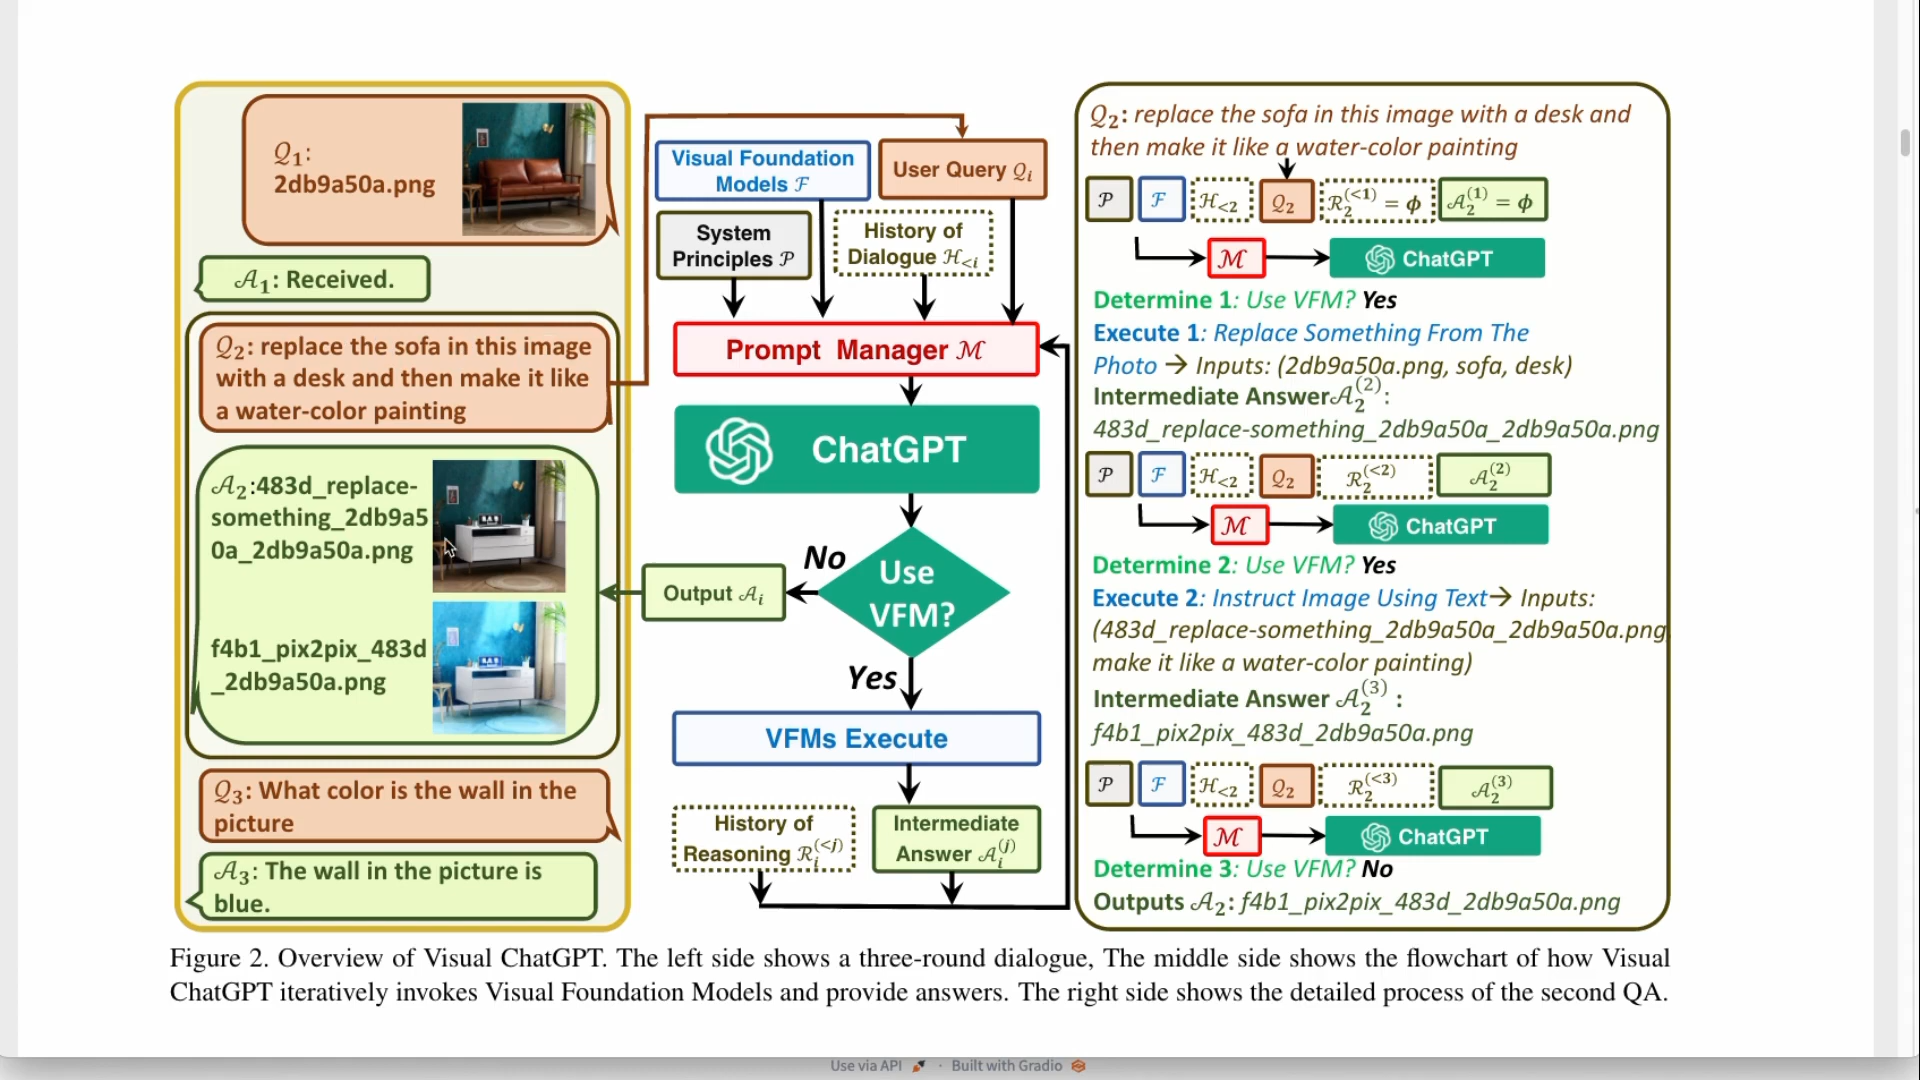 Q₁:
2db9a50a.png
A₁: Received.
Q₂: replace the sofa in this image
with a desk and then make it like
a water-color painting
A₂:483d_replace-
something_2db9a5
0a_2db9a50a.png
f4b1_pix2pix_483d
_2db9a50a.png
Q₃: What color is the wall in the
picture
A₃: The wall in the picture is
blue.
Visual Foundation
Models F
User Query Qᵢ
System
Principles P
History of
Dialogue H<ᵢ
Prompt Manager M
ChatGPT
Use
VFM?
No
Output Aᵢ
Yes
VFMs Execute
History of
Reasoning Rᵢ^(<j)
Intermediate
Answer Aᵢ^(j)
Q₂: replace the sofa in this image with a desk and
then make it like a water-color painting
P F H<₂ Q₂ R₂^(<1) = ϕ A₂^(1) = ϕ
M ChatGPT
Determine 1: Use VFM? Yes
Execute 1: Replace Something From The
Photo → Inputs: (2db9a50a.png, sofa, desk)
Intermediate AnswerA₂^(2):
483d_replace-something_2db9a50a_2db9a50a.png
P F H<₂ Q₂ R₂^(<2) A₂^(2)
M ChatGPT
Determine 2: Use VFM? Yes
Execute 2: Instruct Image Using Text→ Inputs:
(483d_replace-something_2db9a50a_2db9a50a.png
make it like a water-color painting)
Intermediate Answer A₂^(3) :
f4b1_pix2pix_483d_2db9a50a.png
P F H<₂ Q₂ R₂^(<3) A₂^(3)
M ChatGPT
Determine 3: Use VFM? No
Outputs A₂: f4b1_pix2pix_483d_2db9a50a.png
Figure 2. Overview of Visual ChatGPT. The left side shows a three-round dialogue, The middle side shows the flowchart of how Visual
ChatGPT iteratively invokes Visual Foundation Models and provide answers. The right side shows the detailed process of the second QA.
Use via API · Built with Gradio